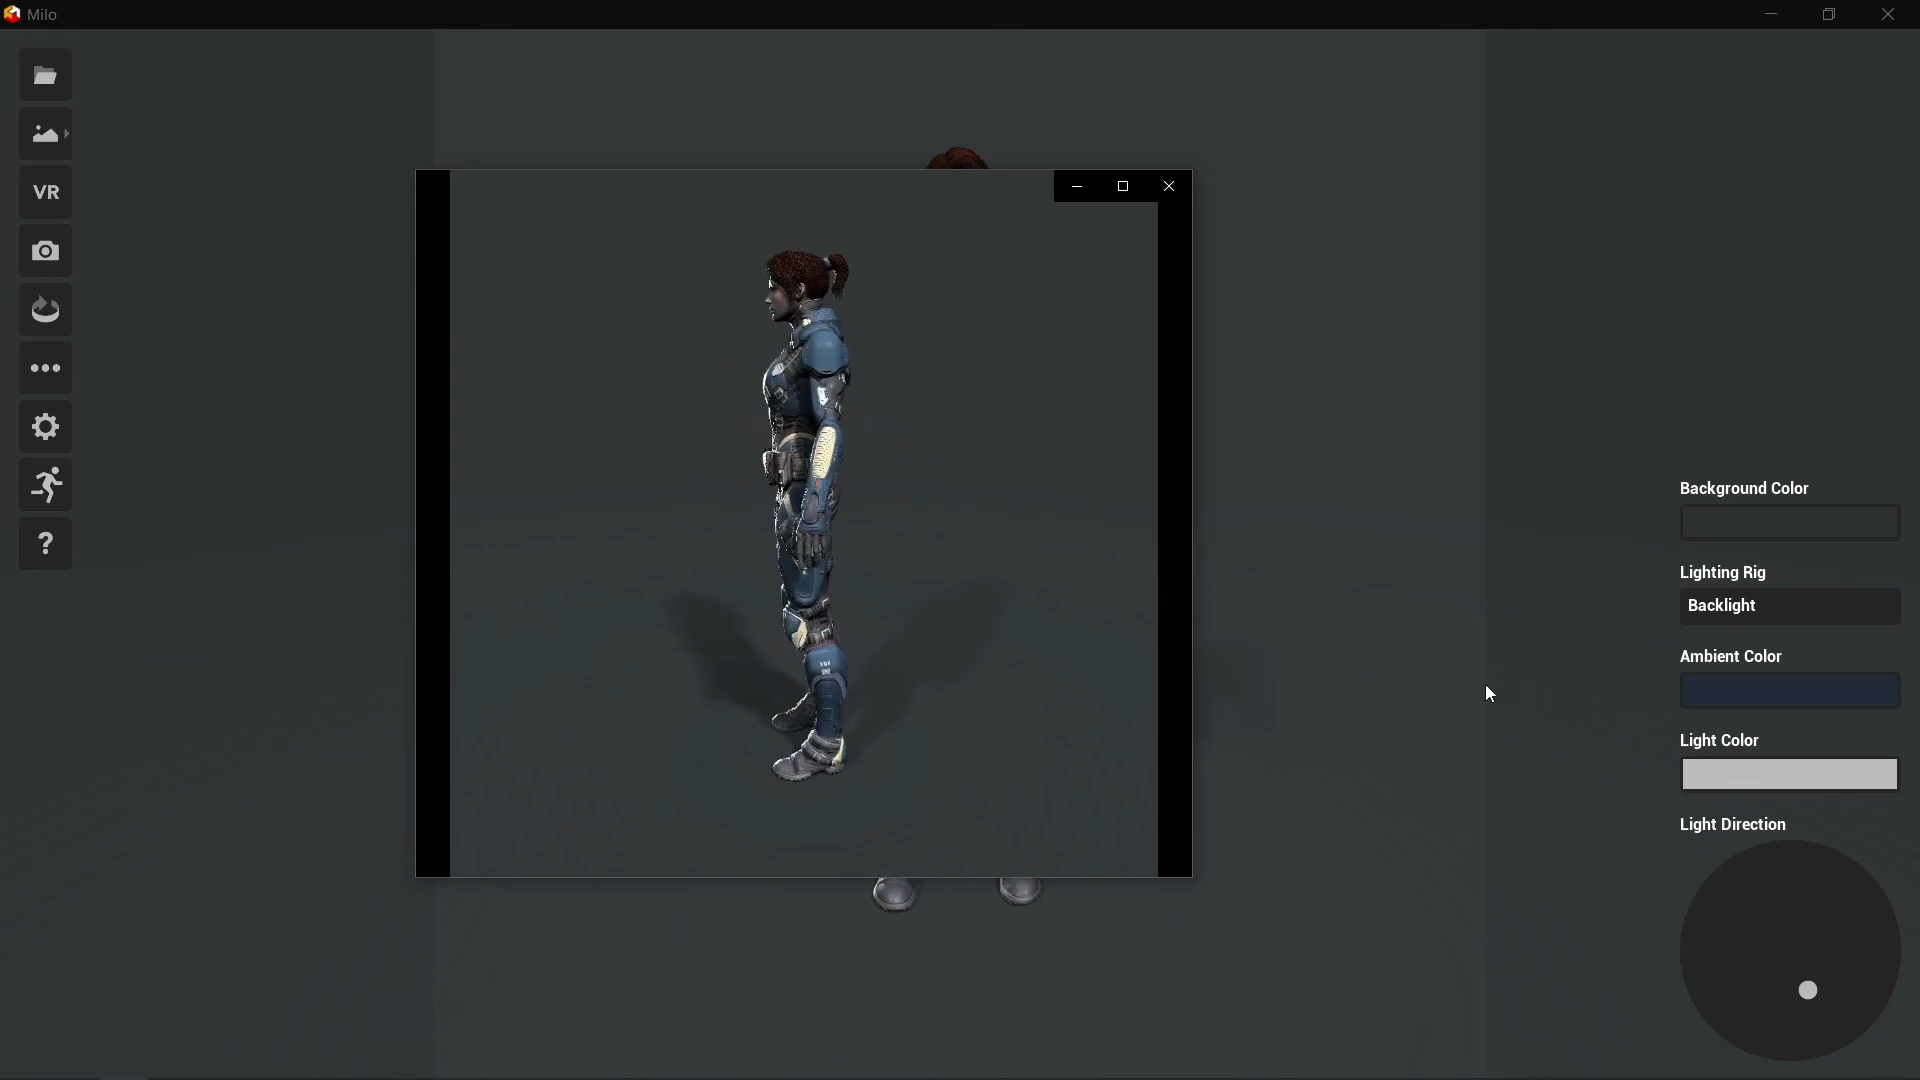 Milo
VR
?
Background Color
Lighting Rig
Backlight
Ambient Color
Light Color
Light Direction